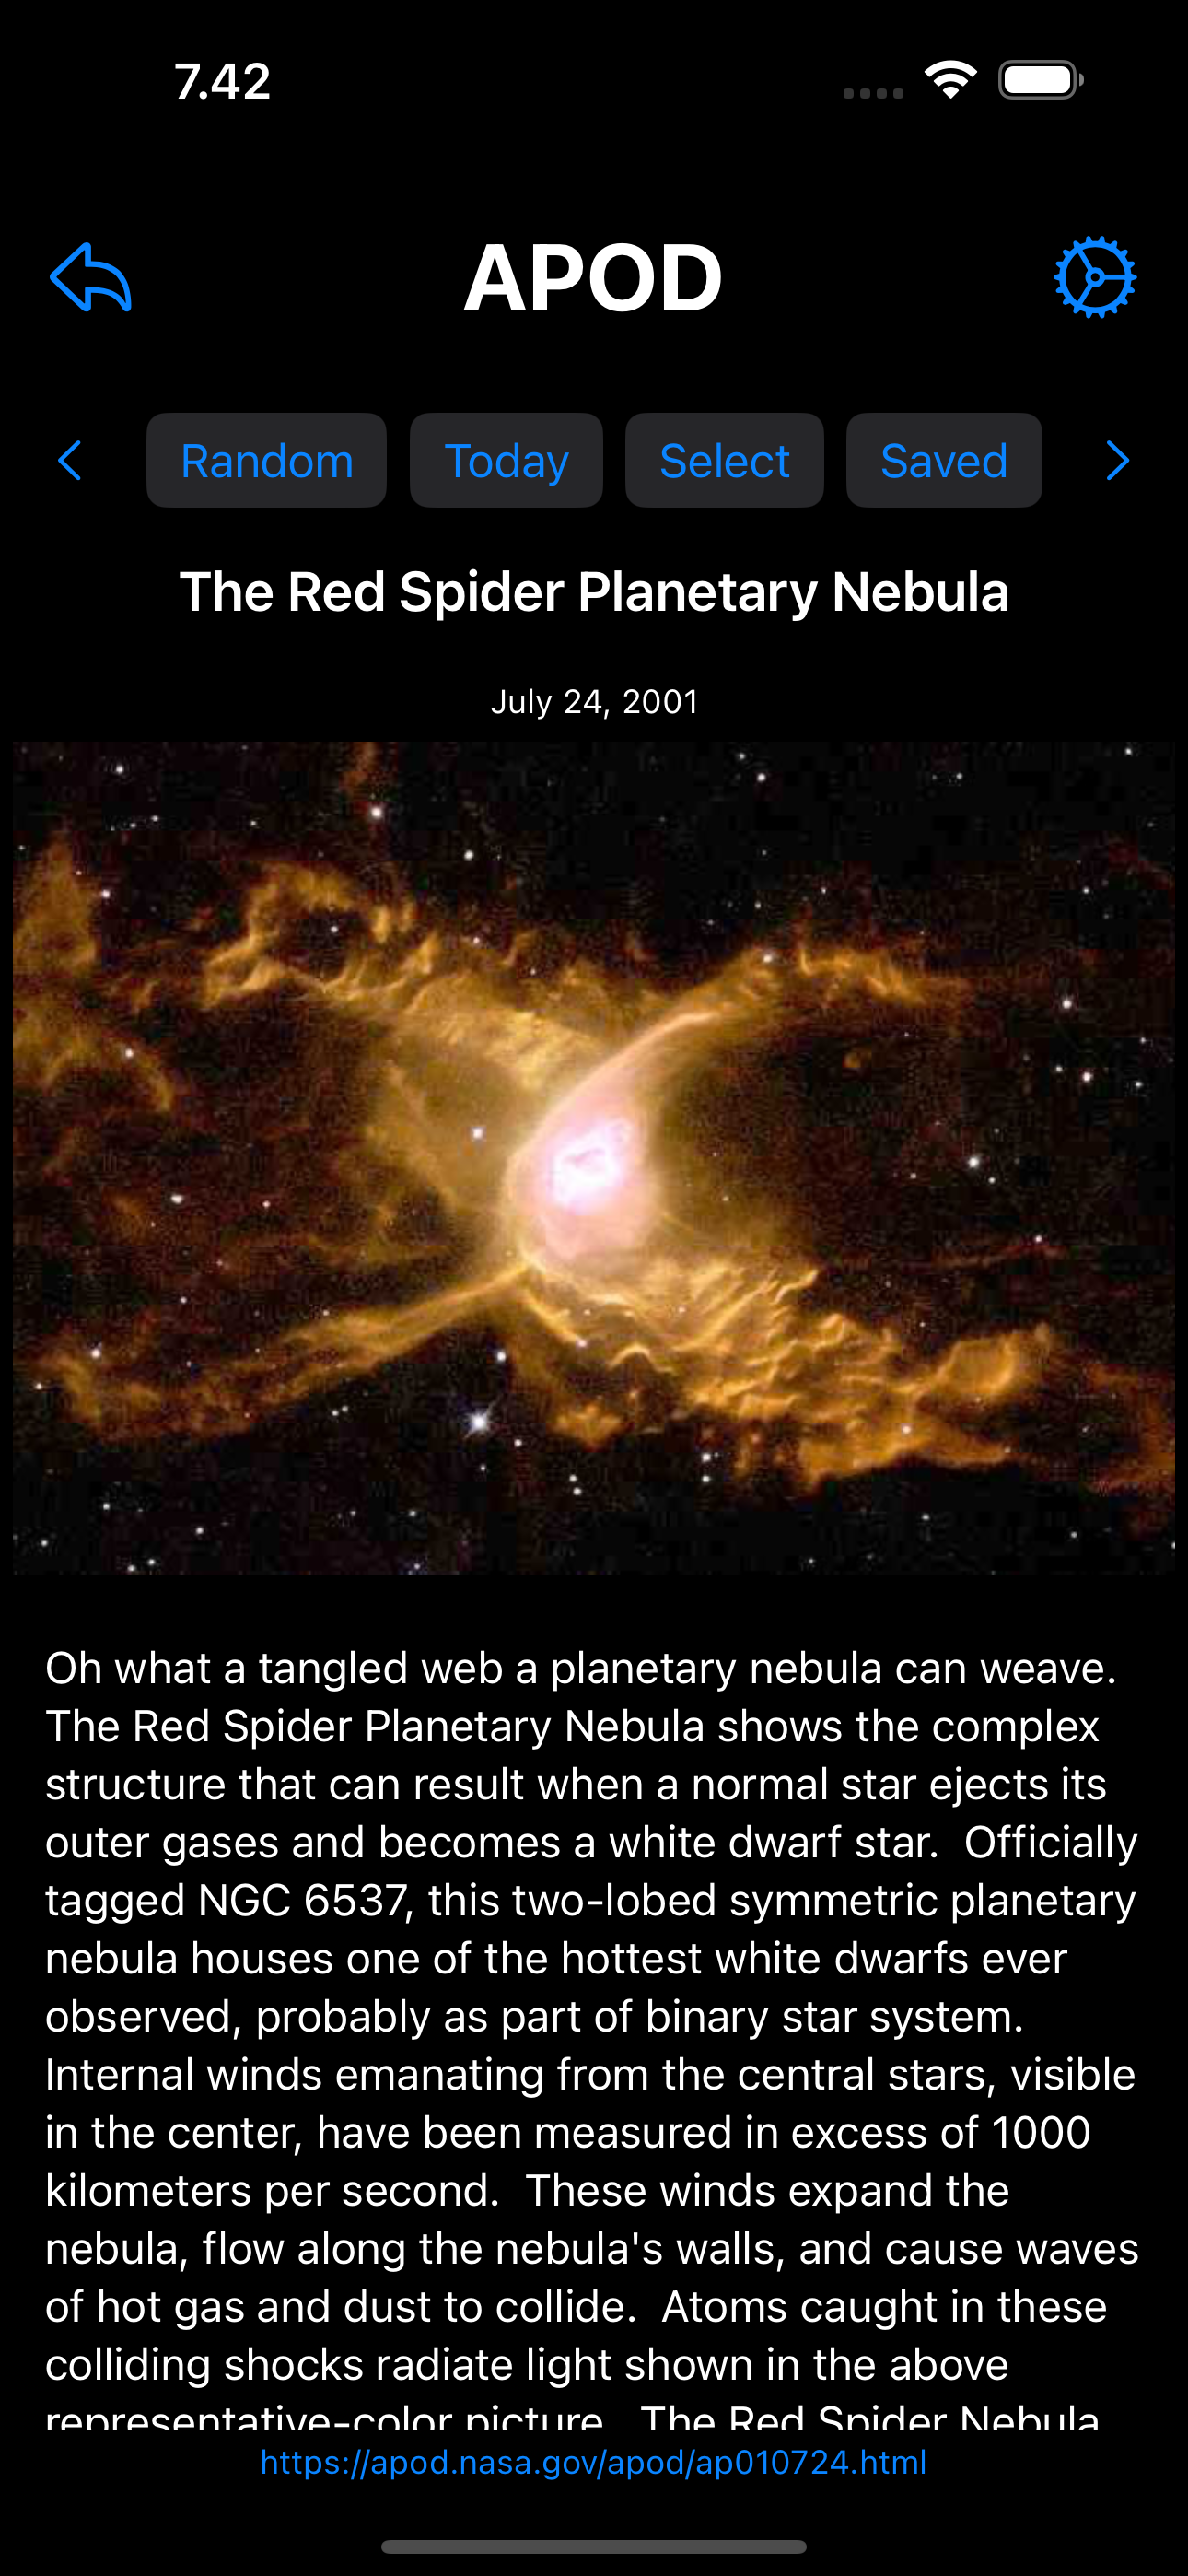 7.42
APOD
Random Today Select Saved
The Red Spider Planetary Nebula
July 24, 2001
Oh what a tangled web a planetary nebula can weave.
The Red Spider Planetary Nebula shows the complex
structure that can result when a normal star ejects its
outer gases and becomes a white dwarf star.  Officially
tagged NGC 6537, this two-lobed symmetric planetary
nebula houses one of the hottest white dwarfs ever
observed, probably as part of binary star system.
Internal winds emanating from the central stars, visible
in the center, have been measured in excess of 1000
kilometers per second.  These winds expand the
nebula, flow along the nebula's walls, and cause waves
of hot gas and dust to collide.  Atoms caught in these
colliding shocks radiate light shown in the above
representative-color picture.  The Red Spider Nebula
https://apod.nasa.gov/apod/ap010724.html